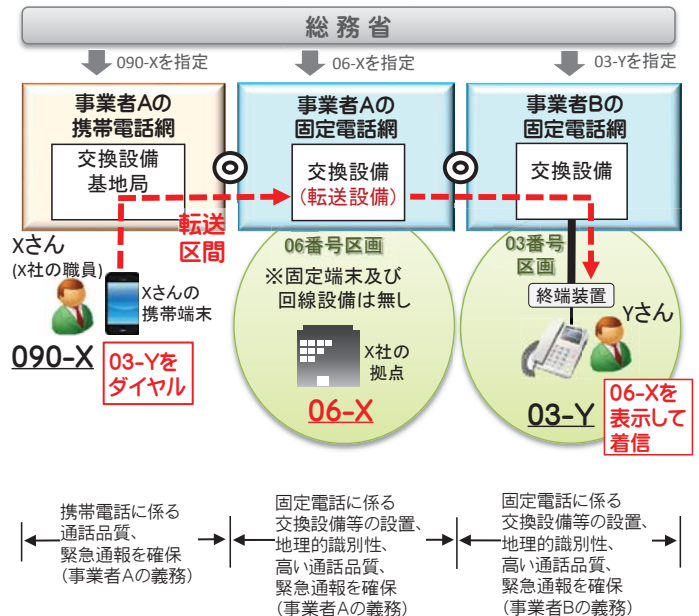 総務省
090-Xを指定
06-Xを指定
03-Yを指定
事業者Aの
携帯電話網
交換設備
基地局
事業者Aの
固定電話網
交換設備
(転送設備)
事業者Bの
固定電話網
交換設備
転送
区間
Xさん
(X社の職員)
Xさんの
携帯端末
090-X
03-Yを
ダイヤル
06番号区画
※固定端末及び
回線設備は無し
X社の
拠点
06-X
03番号
区画
終端装置
Yさん
03-Y
06-Xを
表示して
着信
携帯電話に係る
通話品質、
緊急通報を確保
(事業者Aの義務)
固定電話に係る
交換設備等の設置、
地理的識別性、
高い通話品質、
緊急通報を確保
(事業者Aの義務)
固定電話に係る
交換設備等の設置、
地理的識別性、
高い通話品質、
緊急通報を確保
(事業者Bの義務)